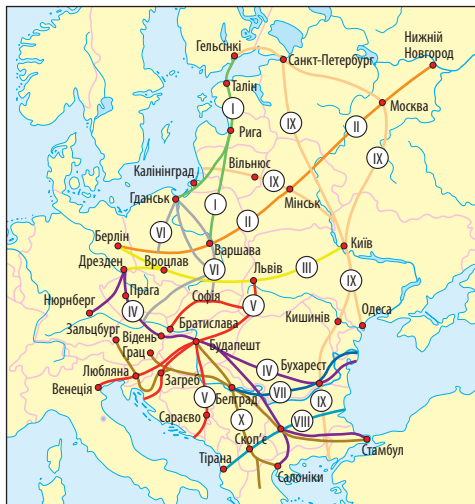 Гельсінкі
Нижній
Новгород
Санкт-Петербург
Талін
Москва
I
IX
II
Рига
IX
Вільнюс
Калінінград
IX
Гданськ
Мінськ
I
II
VI
Берлін
Варшава
Київ
Дрезден
Вроцлав
VI
Львів
III
IX
Прага
Софія
Нюрнберг
IV
V
Одеса
Зальцбург
Братислава
Кишинів
Відень
Грац
Будапешт
Бухарест
Любляна
IV
Загреб
VII
Венеція
V
Белград
IX
Сараєво
X
VIII
Скоп'є
Стамбул
Тірана
Салоніки